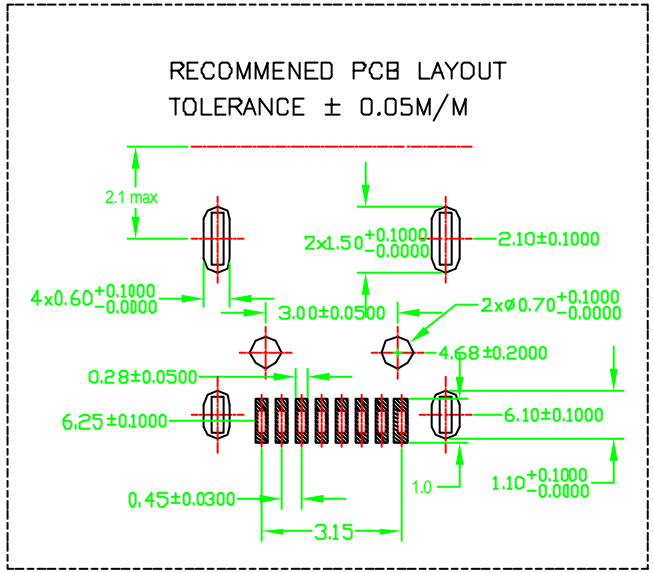 RECOMMENED PCB LAYOUT
TOLERANCE ± 0.05M/M
2.1 max
2x1.50+0.1000
-0.0000
2.10±0.1000
4x0.60+0.1000
-0.0000
3.00±0.0500
2xø0.70+0.1000
-0.0000
4.68±0.2000
0.28±0.0500
6.25±0.1000
6.10±0.1000
1.0
1.10+0.1000
-0.0000
0.45±0.0300
3.15